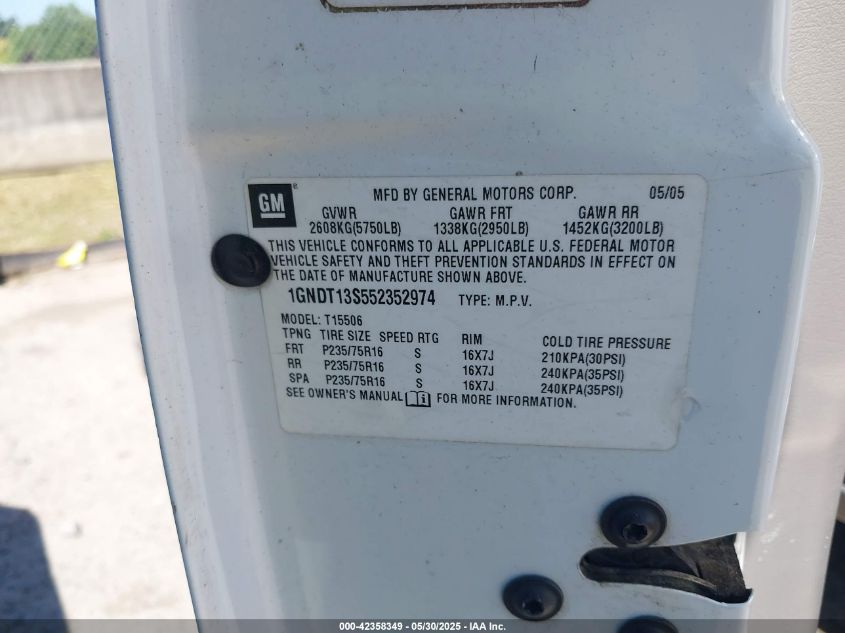 GM ® MFD BY GENERAL MOTORS CORP. 05/05
GVWR GAWR FRT GAWR RR
2608KG(5750LB) 1338KG(2950LB) 1452KG(3200LB)
THIS VEHICLE CONFORMS TO ALL APPLICABLE U.S. FEDERAL MOTOR
VEHICLE SAFETY AND THEFT PREVENTION STANDARDS IN EFFECT ON
THE DATE OF MANUFACTURE SHOWN ABOVE.
1GNDT13S552352974 TYPE: M.P.V.
MODEL: T15506
TPNG TIRE SIZE SPEED RTG RIM COLD TIRE PRESSURE
FRT P235/75R16 S 16X7J 210KPA(30PSI)
RR P235/75R16 S 16X7J 240KPA(35PSI)
SPA P235/75R16 S 16X7J 240KPA(35PSI)
SEE OWNER'S MANUAL i FOR MORE INFORMATION.
000-42358349 - 05/30/2025 - IAA Inc.